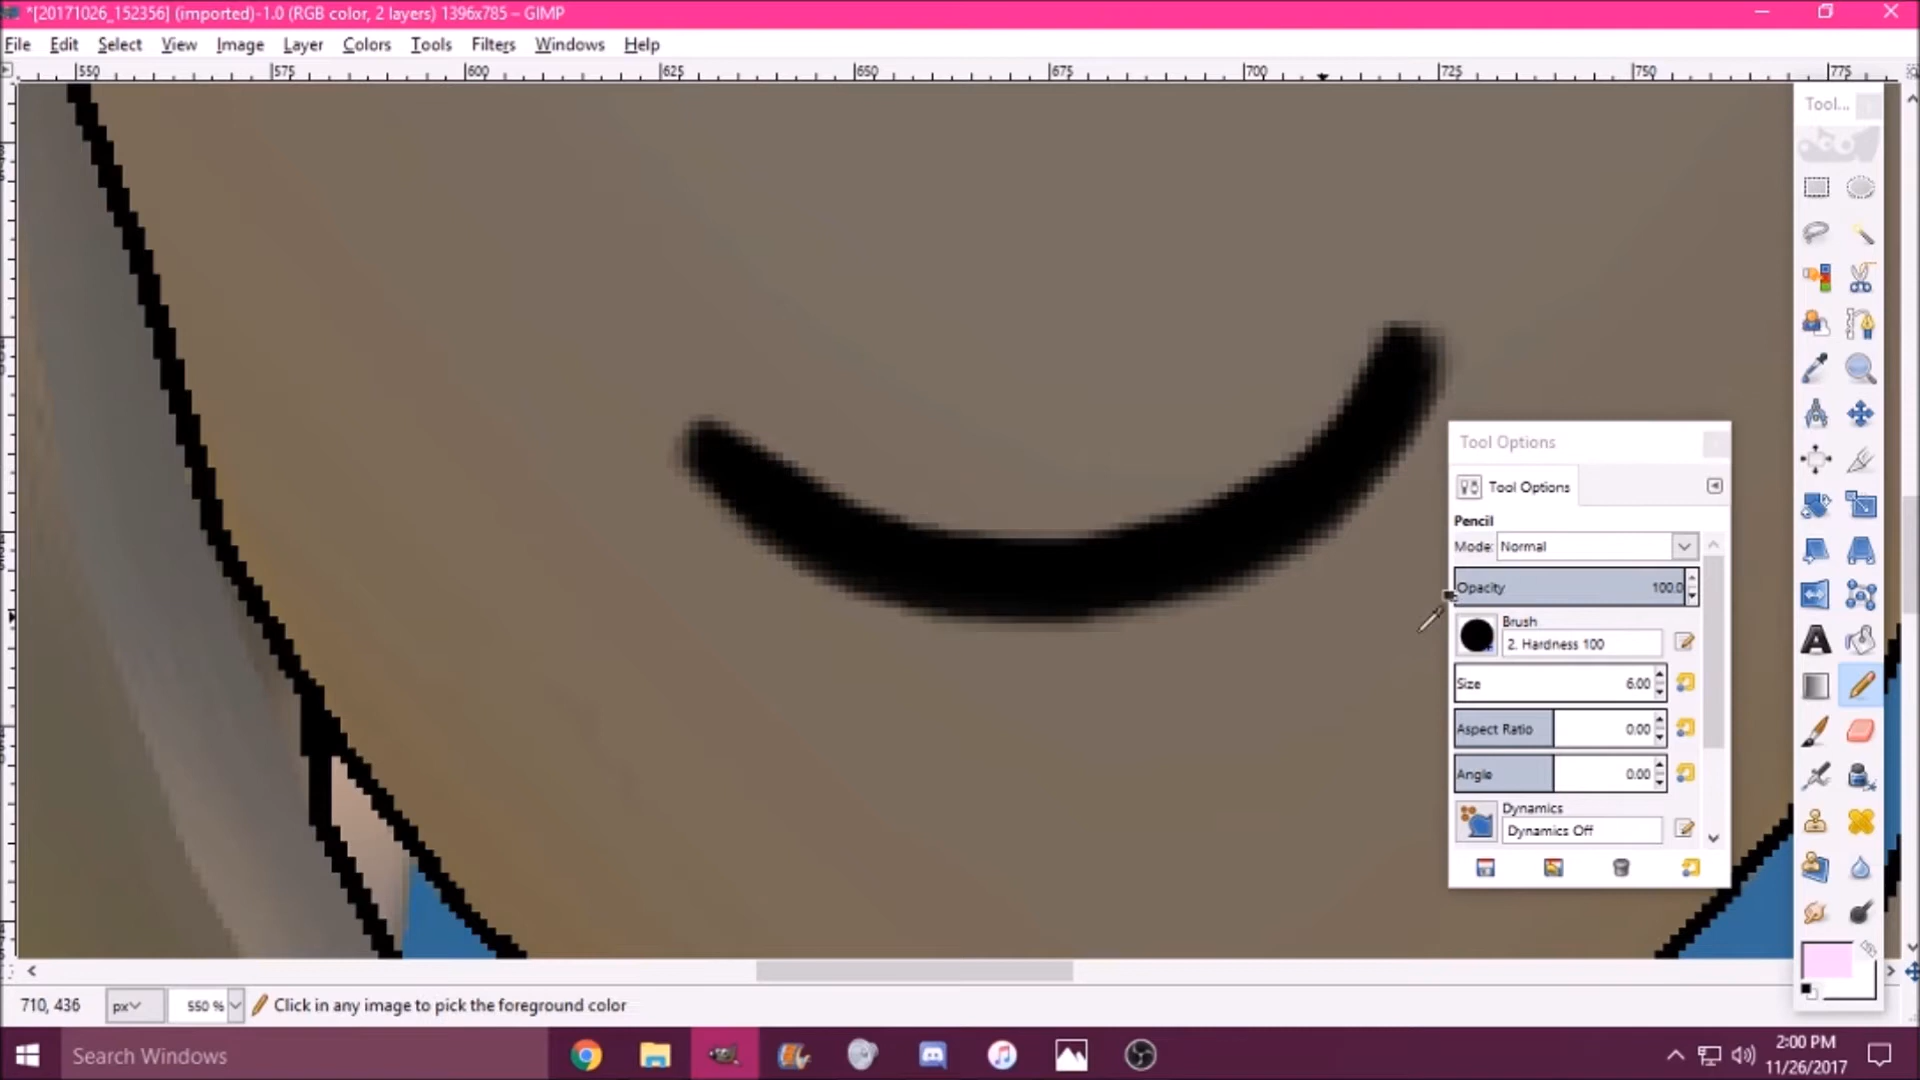 *[20171026_152356] (imported)-1.0 (RGB color, 2 layers) 1396x785 – GIMP
File Edit Select View Image Layer Colors Tools Filters Windows Help
550 575 600 625 650 675 700 725 750 775
Tool...
Tool Options
Tool Options
Pencil
Mode: Normal
Opacity 100.0
Brush
2. Hardness 100
Size 6.00
Aspect Ratio 0.00
Angle 0.00
Dynamics
Dynamics Off
710, 436 px 550 % Click in any image to pick the foreground color
Search Windows
2:00 PM
11/26/2017